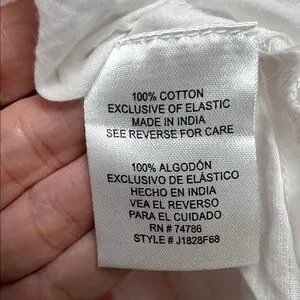 100% COTTON
EXCLUSIVE OF ELASTIC
MADE IN INDIA
SEE REVERSE FOR CARE
100% ALGODÓN
EXCLUSIVO DE ELÁSTICO
HECHO EN INDIA
VEA EL REVERSO
PARA EL CUIDADO
RN # 74786
STYLE # J1828F68